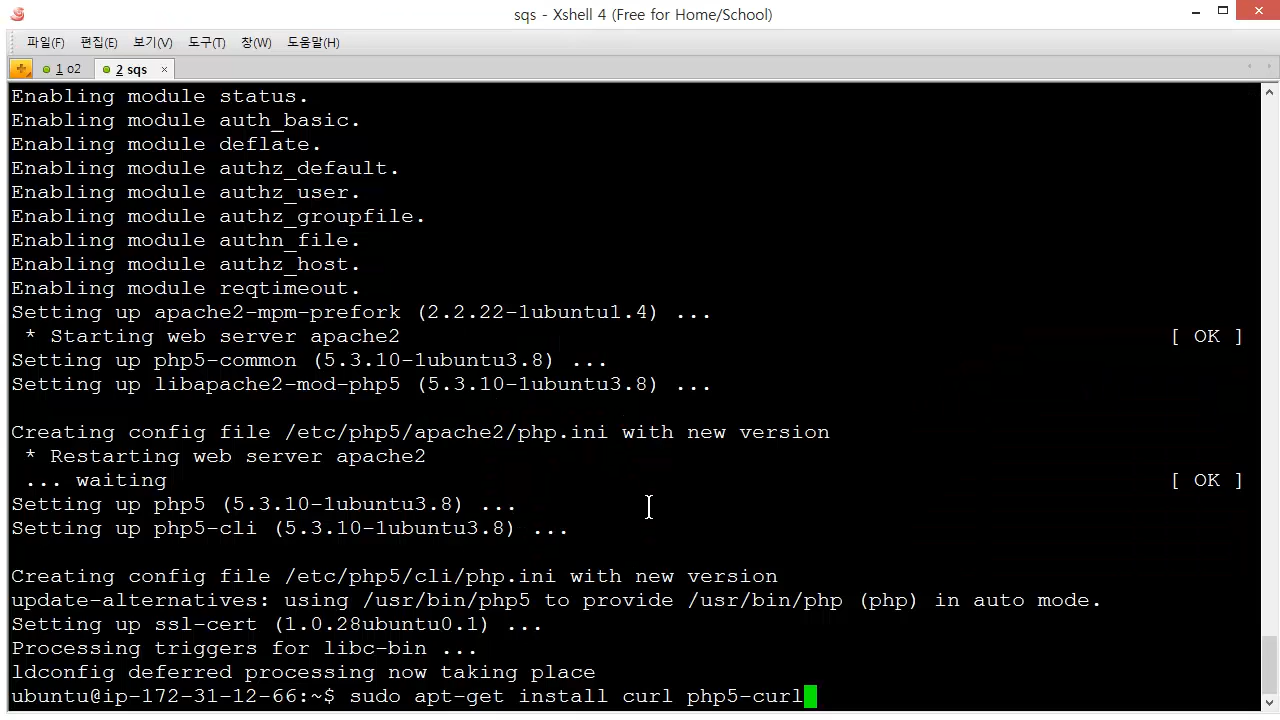 sqs - Xshell 4 (Free for Home/School)
파일(F) 편집(E) 보기(V) 도구(T) 창(W) 도움말(H)
1 o2 2 sqs
Enabling module status.
Enabling module auth_basic.
Enabling module deflate.
Enabling module authz_default.
Enabling module authz_user.
Enabling module authz_groupfile.
Enabling module authn_file.
Enabling module authz_host.
Enabling module reqtimeout.
Setting up apache2-mpm-prefork (2.2.22-1ubuntu1.4) ...
 * Starting web server apache2 [ OK ]
Setting up php5-common (5.3.10-1ubuntu3.8) ...
Setting up libapache2-mod-php5 (5.3.10-1ubuntu3.8) ...
Creating config file /etc/php5/apache2/php.ini with new version
 * Restarting web server apache2
 ... waiting [ OK ]
Setting up php5 (5.3.10-1ubuntu3.8) ...
Setting up php5-cli (5.3.10-1ubuntu3.8) ...
Creating config file /etc/php5/cli/php.ini with new version
update-alternatives: using /usr/bin/php5 to provide /usr/bin/php (php) in auto mode.
Setting up ssl-cert (1.0.28ubuntu0.1) ...
Processing triggers for libc-bin ...
ldconfig deferred processing now taking place
ubuntu@ip-172-31-12-66:~$ sudo apt-get install curl php5-curl